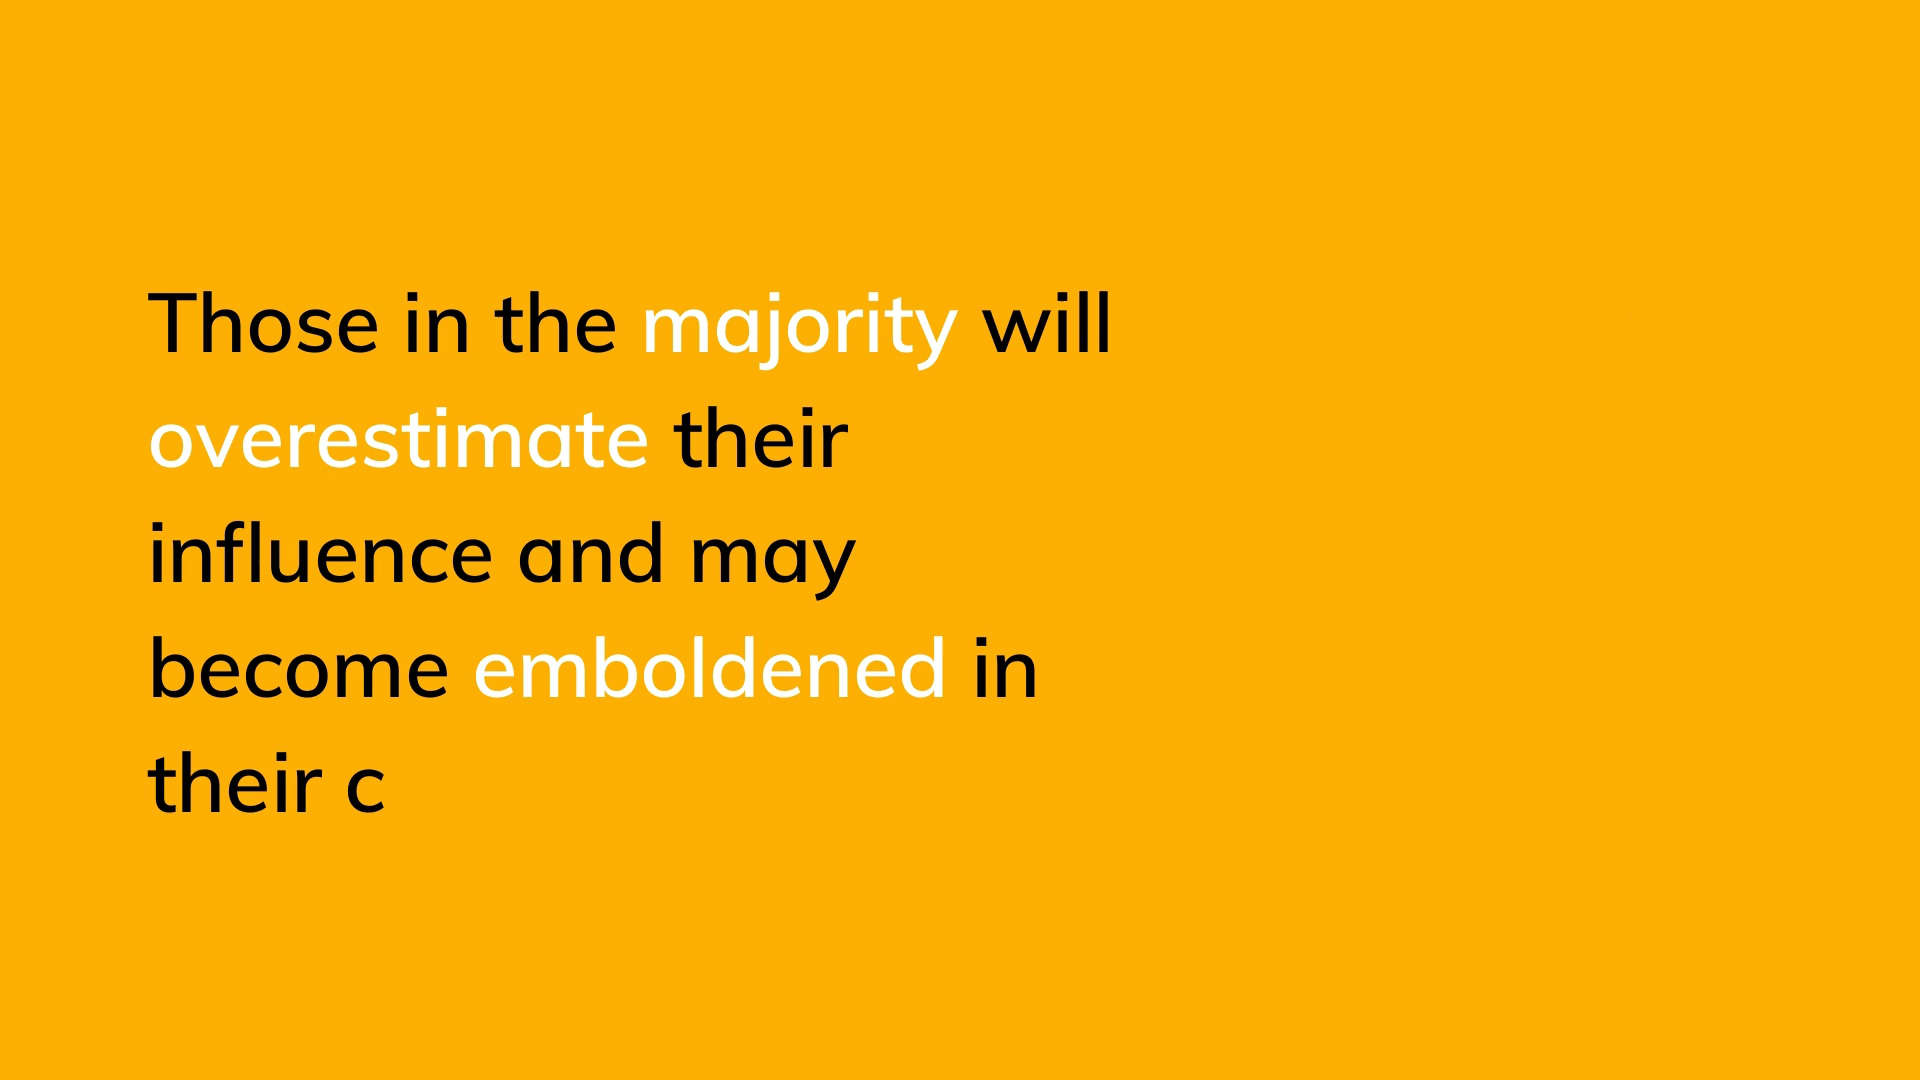 Those in the majority will
overestimate their
influence and may
become emboldened in
their c